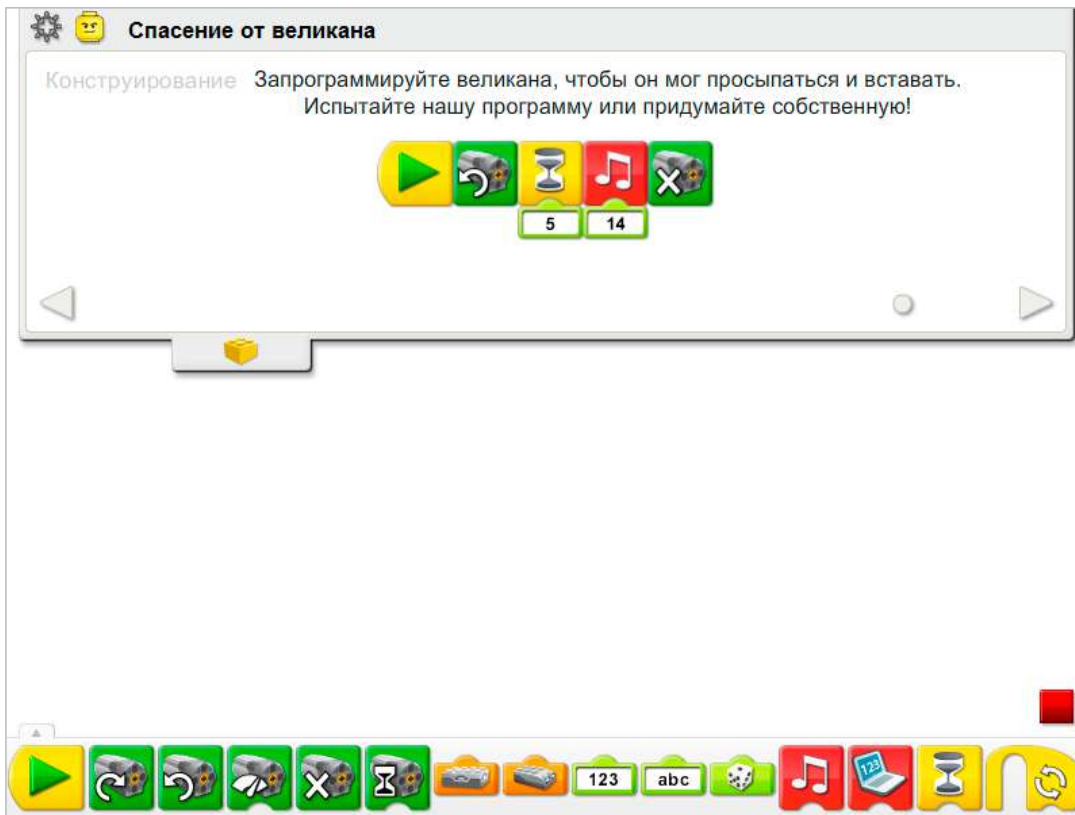 Спасение от великана
Конструирование
Запрограммируйте великана, чтобы он мог просыпаться и вставать.
Испытайте нашу программу или придумайте собственную!
5 14
123 abc 123